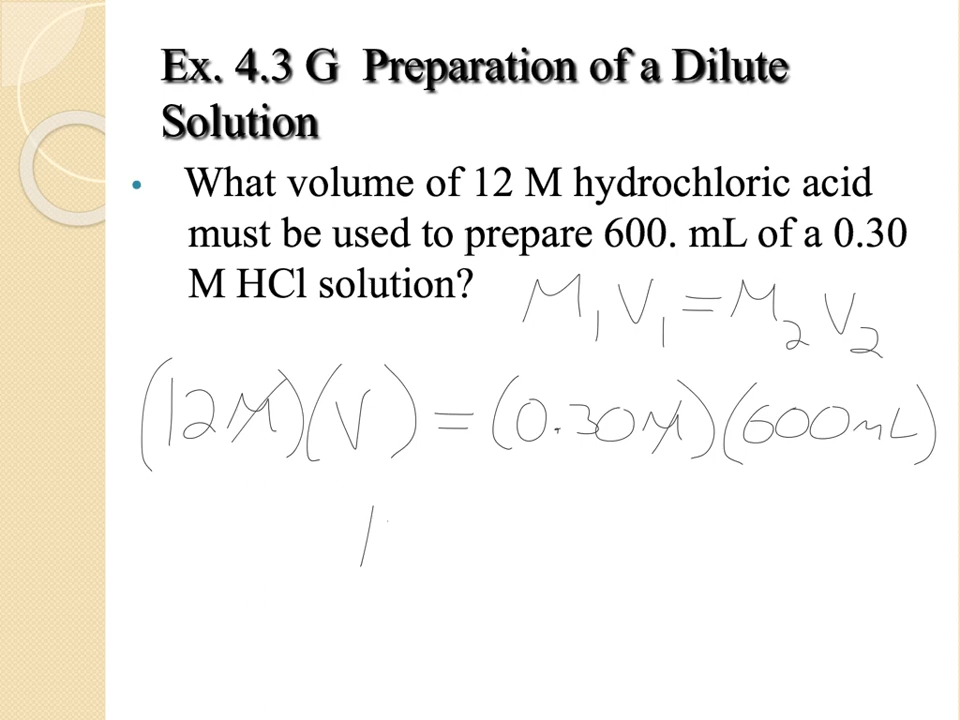 Ex. 4.3 G Preparation of a Dilute
Solution
• What volume of 12 M hydrochloric acid
must be used to prepare 600. mL of a 0.30
M HCl solution?
M₁V₁=M₂V₂
(12M)(V)=(0.30M)(600mL)